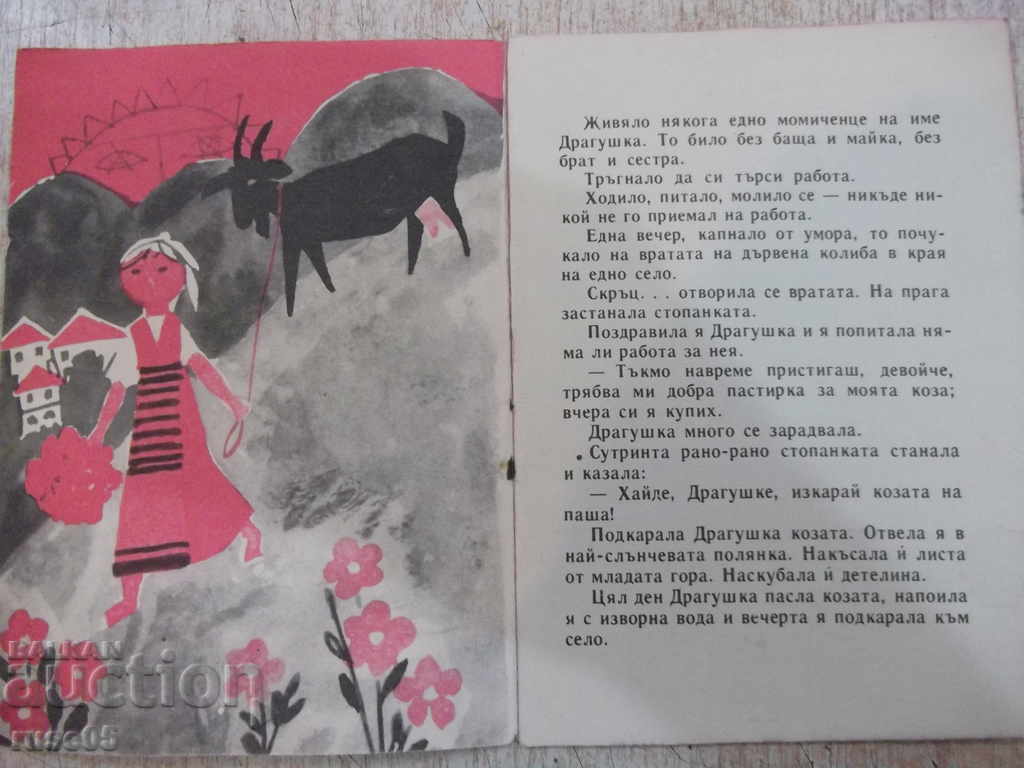 Живяло някога едно момиченце на име
Драгушка. То било без баща и майка, без
брат и сестра.
Тръгнало да си търси работа.
Ходило, питало, молило се — никъде ни-
кой не го приемал на работа.
Една вечер, капнало от умора, то почу-
кало на вратата на дървена колиба в края
на едно село.
Скръц. . . отворила се вратата. На прага
застанала стопанката.
Поздравила я Драгушка и я попитала ня-
ма ли работа за нея.
— Тъкмо навреме пристигаш, девойче,
трябва ми добра пастирка за моята коза;
вчера си я купих.
Драгушка много се зарадвала.
Сутринта рано-рано стопанката станала
и казала:
— Хайде, Драгушке, изкарай козата на
паша!
Подкарала Драгушка козата. Отвела я в
най-слънчевата полянка. Накъсала ѝ листа
от младата гора. Наскубала ѝ детелина.
Цял ден Драгушка пасла козата, напоила
я с изворна вода и вечерта я подкарала към
село.
BALKAN
auction
ruse05